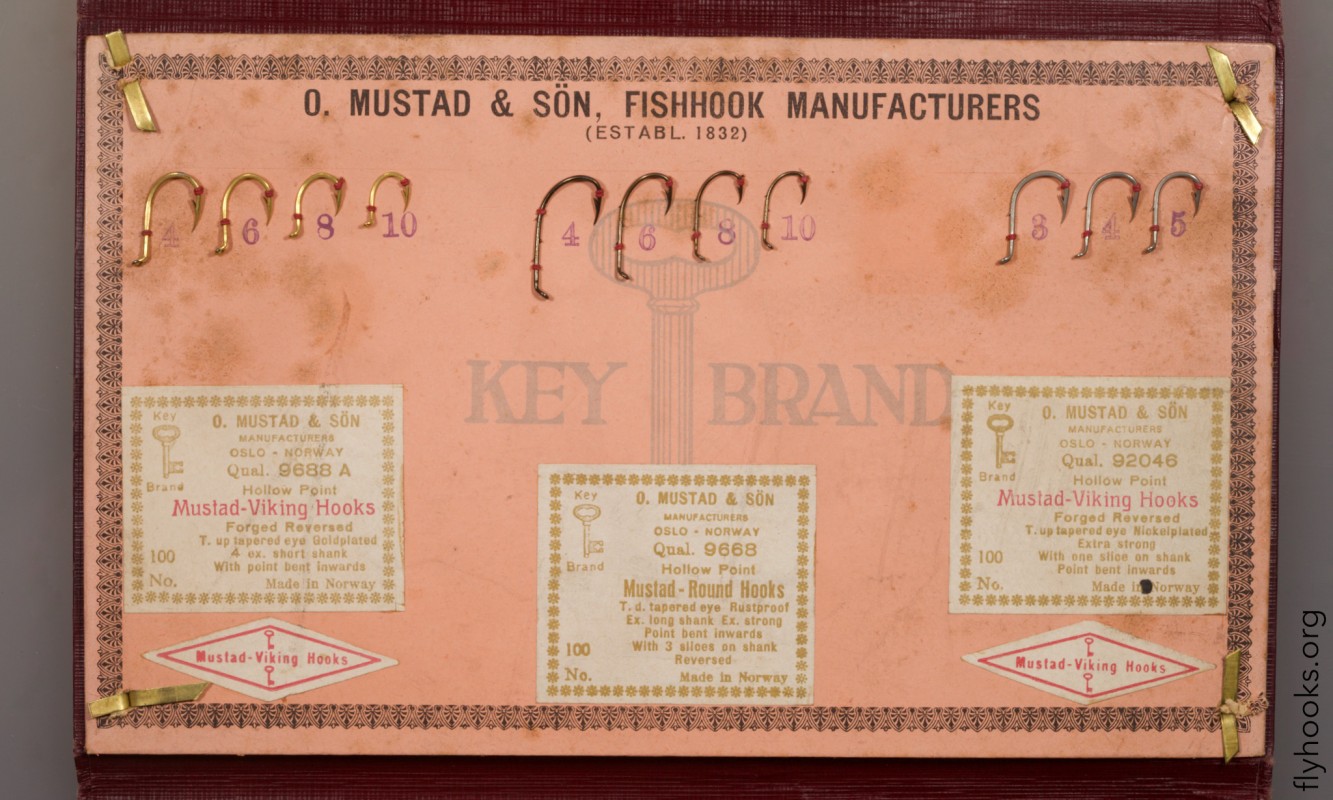 O. MUSTAD & SÖN, FISHHOOK MANUFACTURERS
(ESTABL. 1832)
4 6 8 10
4 6 8 10
3 4 5
KEY BRAND
Key
Brand
O. MUSTAD & SÖN
MANUFACTURERS
OSLO - NORWAY
Qual. 9688 A
Hollow Point
Mustad-Viking Hooks
Forged Reversed
T. up tapered eye Goldplated
4 ex. short shank
With point bent inwards
100
No.
Made in Norway
Mustad-Viking Hooks
Key
Brand
O. MUSTAD & SÖN
MANUFACTURERS
OSLO - NORWAY
Qual. 9668
Hollow Point
Mustad-Round Hooks
T. d. tapered eye Rustproof
Ex. long shank Ex. strong
Point bent inwards
With 3 slices on shank
Reversed
100
No.
Made in Norway
Key
Brand
O. MUSTAD & SÖN
MANUFACTURERS
OSLO - NORWAY
Qual. 92046
Hollow Point
Mustad-Viking Hooks
Forged Reversed
T. up tapered eye Nickelplated
Extra strong
With one slice on shank
Point bent inwards
100
No.
Made in Norway
Mustad-Viking Hooks
flyhooks.org